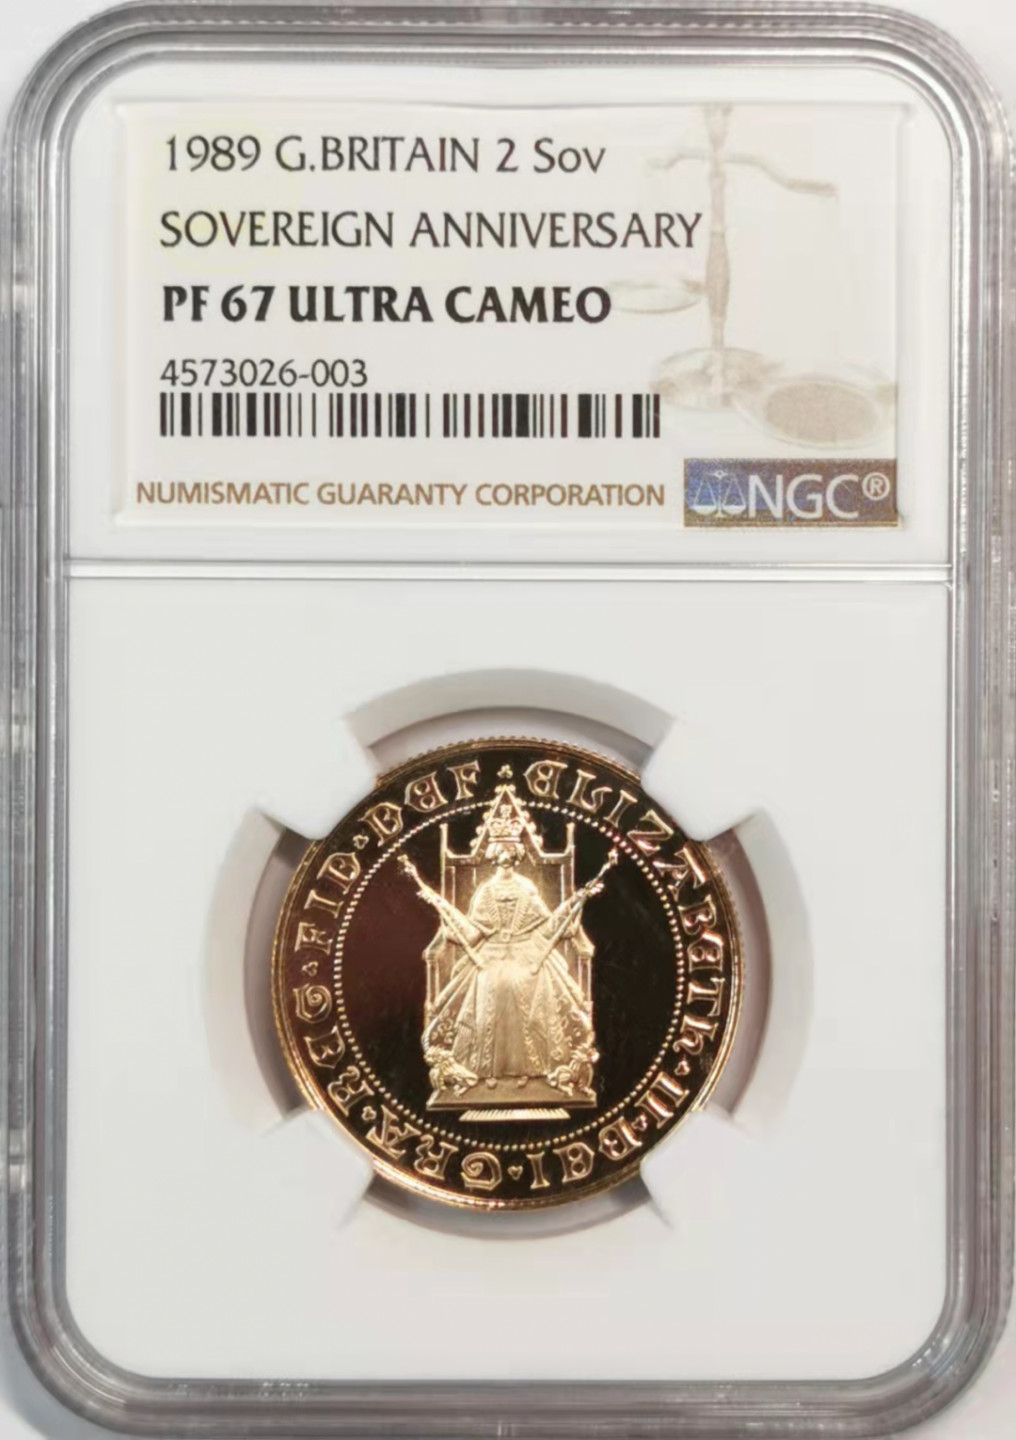 1989 G.BRITAIN 2 Sov
SOVEREIGN ANNIVERSARY
PF 67 ULTRA CAMEO
4573026-003
NUMISMATIC GUARANTY CORPORATION
NGC®
ELIZABETH·II·DEI·GRA·REG·FID·DEF